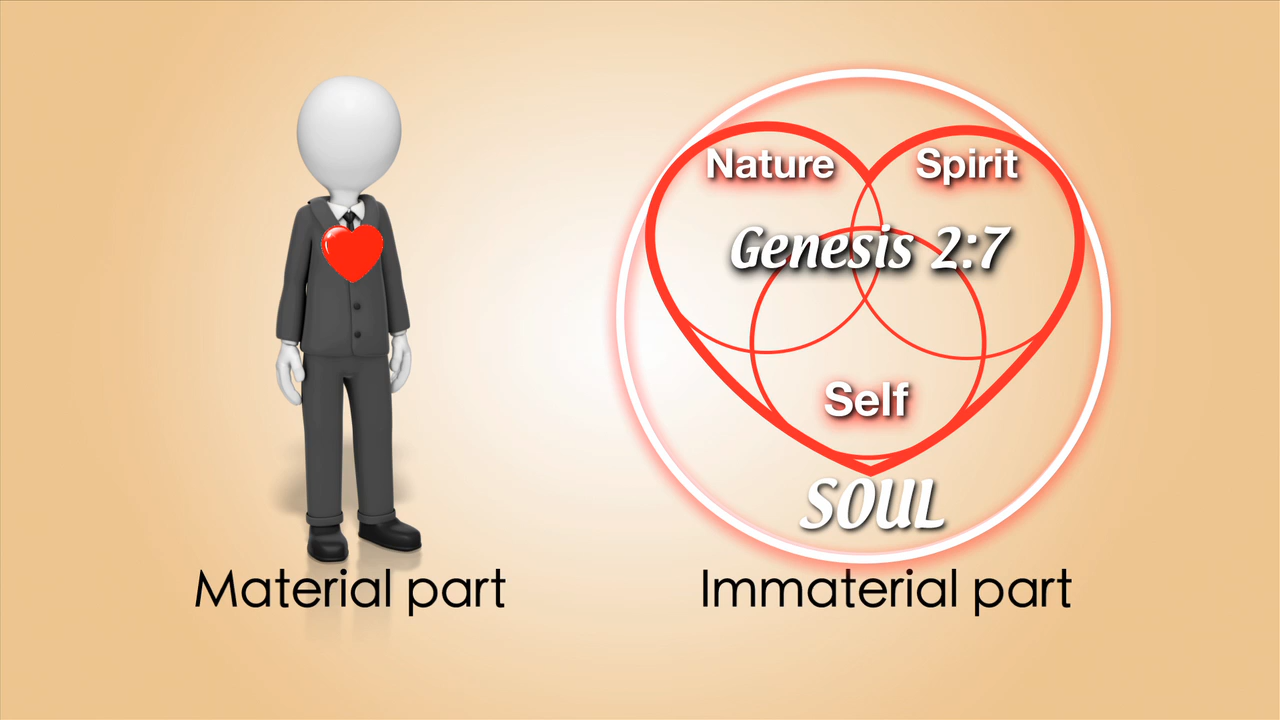 Nature
Spirit
Genesis 2:7
Self
SOUL
Material part
Immaterial part